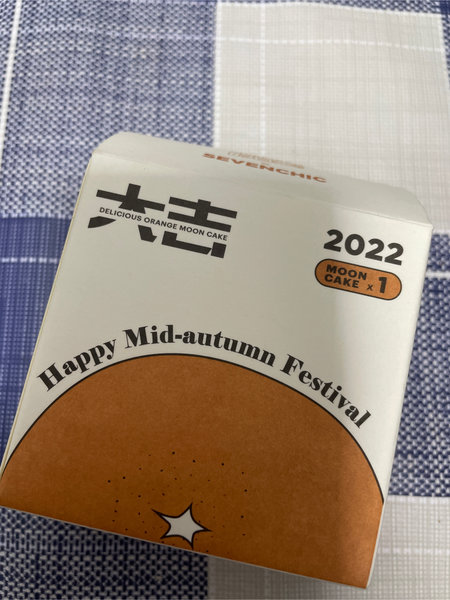 SEVENCHIC
大吉
DELICIOUS ORANGE MOON CAKE
2022
MOON
CAKE x 1
Happy Mid-autumn Festival